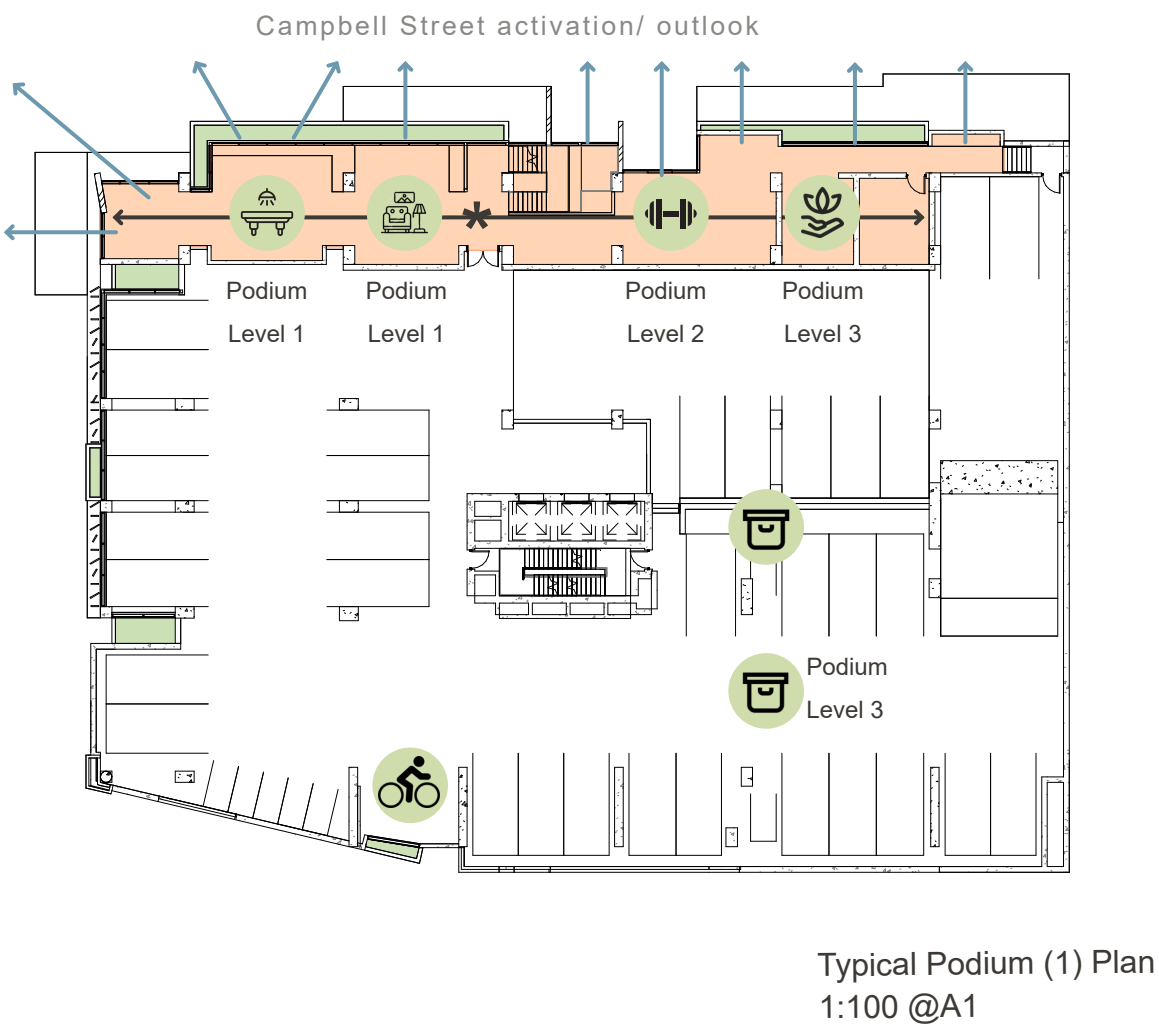 Campbell Street activation/ outlook
*
Podium
Level 1
Podium
Level 1
Podium
Level 2
Podium
Level 3
Podium
Level 3
Typical Podium (1) Plan
1:100 @A1